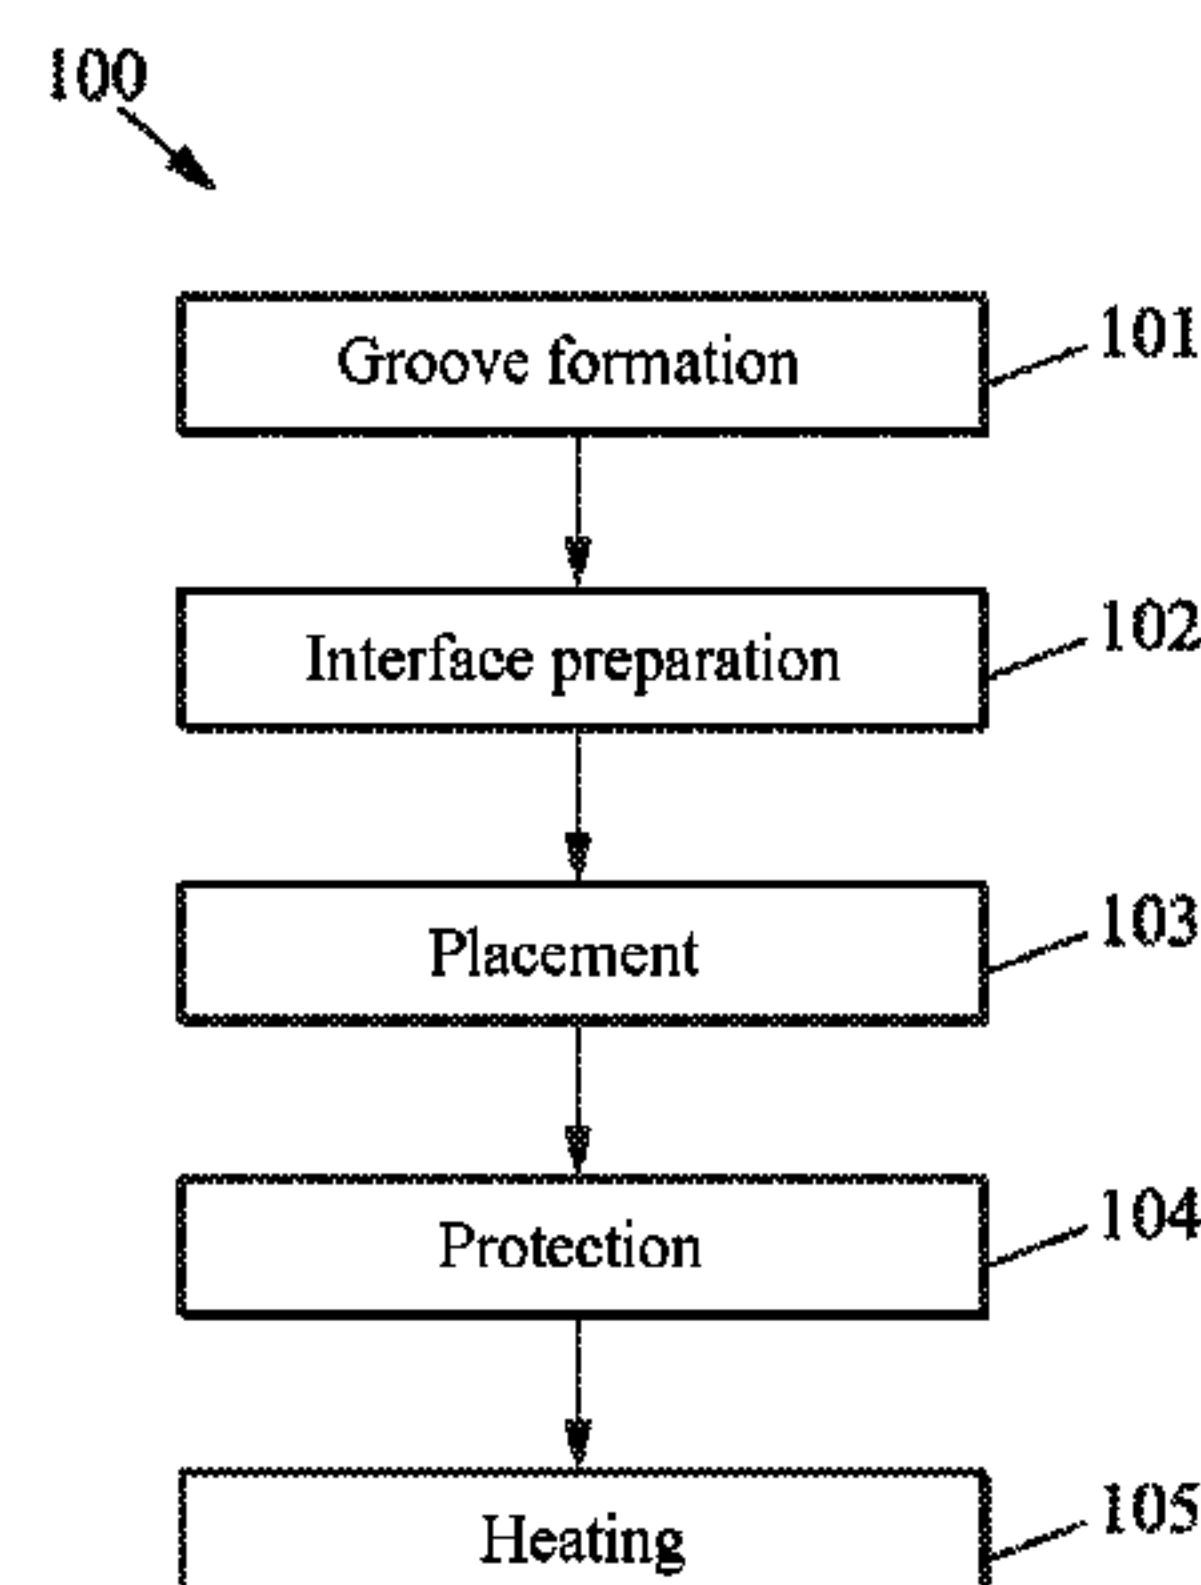 100
Groove formation
101
Interface preparation
102
Placement
103
Protection
104
Heating
105